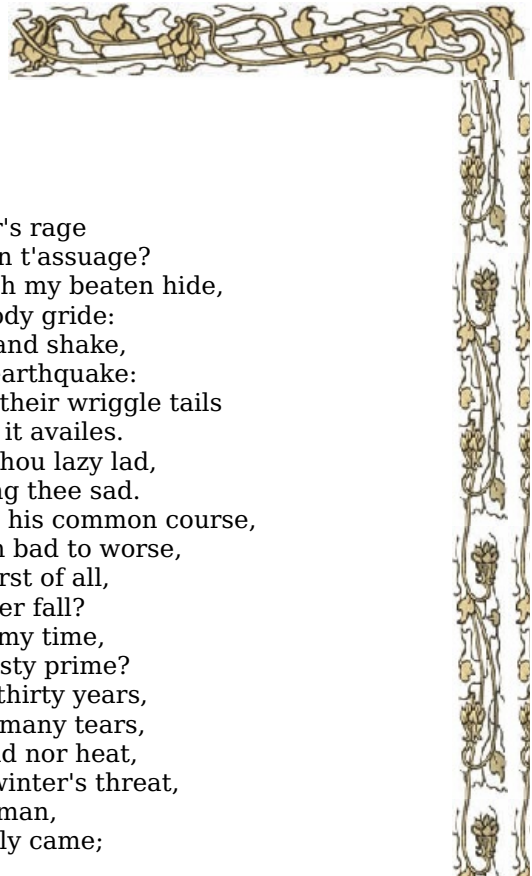 r's rage
n t'assuage?
h my beaten hide,
ody gride:
and shake,
arthquake:
their wriggle tails
it availes.
hou lazy lad,
ng thee sad.
his common course,
m bad to worse,
rst of all,
er fall?
my time,
sty prime?
thirty years,
many tears,
d nor heat,
winter's threat,
man,
ly came;